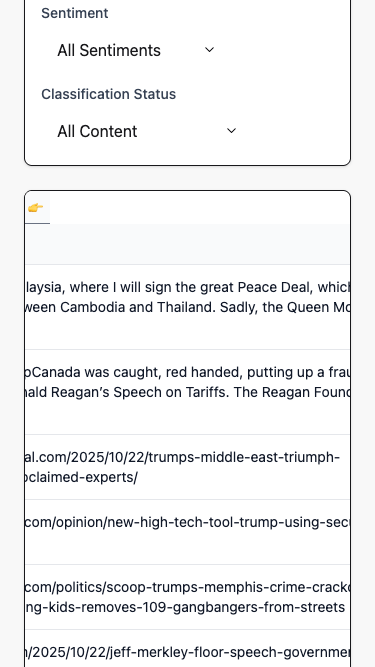 Sentiment
All Sentiments
Classification Status
All Content
👉
laysia, where I will sign the great Peace Deal, which
ween Cambodia and Thailand. Sadly, the Queen Mo
pCanada was caught, red handed, putting up a frau
nald Reagan’s Speech on Tariffs. The Reagan Found
al.com/2025/10/22/trumps-middle-east-triumph-
oclaimed-experts/
com/opinion/new-high-tech-tool-trump-using-secu
com/politics/scoop-trumps-memphis-crime-crackd
ng-kids-removes-109-gangbangers-from-streets
/2025/10/22/jeff-merkley-floor-speech-governmen